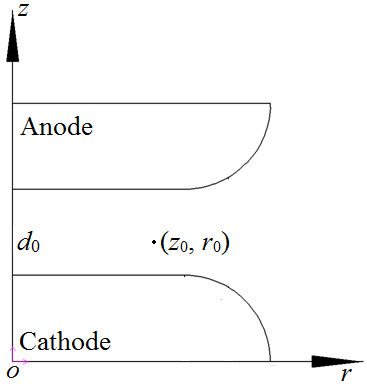 z
Anode
d₀ (z₀, r₀)
Cathode
o r